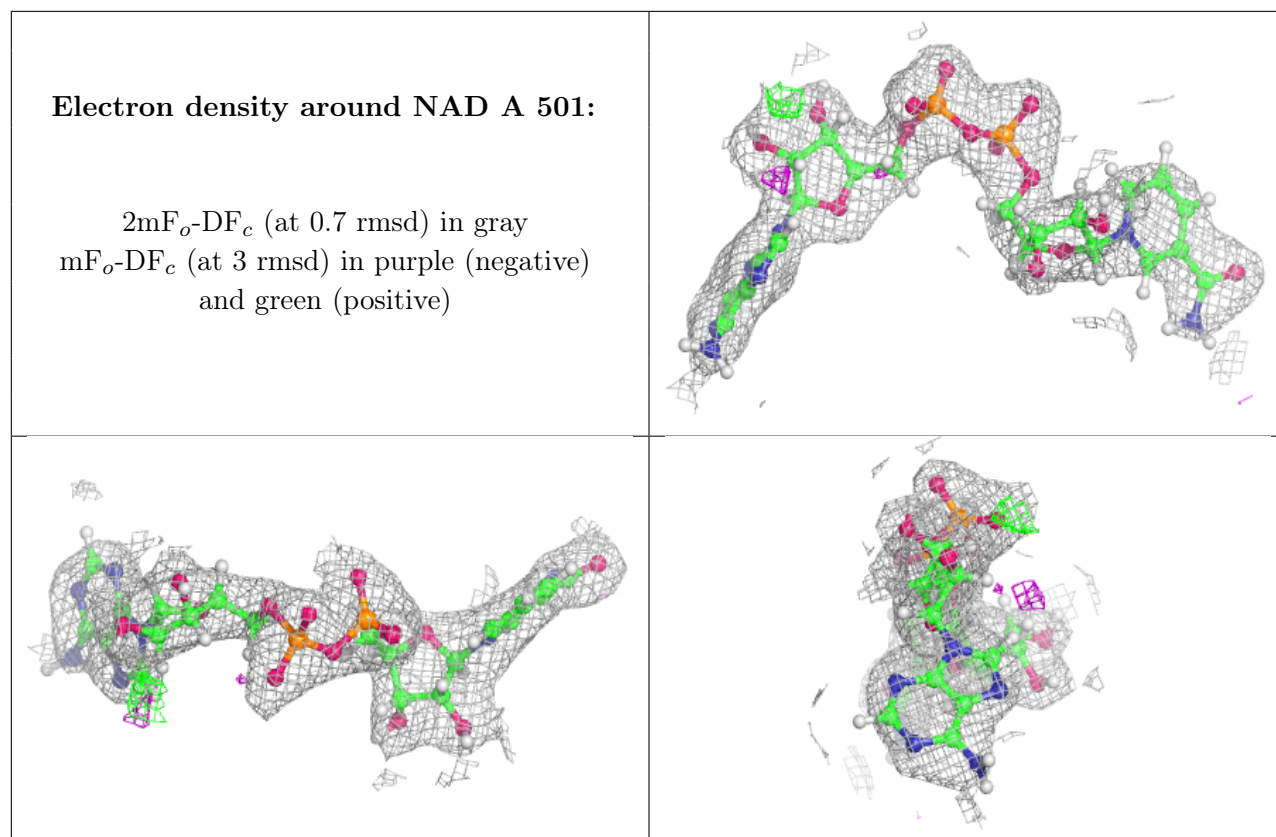 Electron density around NAD A 501:
2mFo-DFc (at 0.7 rmsd) in gray
mFo-DFc (at 3 rmsd) in purple (negative)
and green (positive)